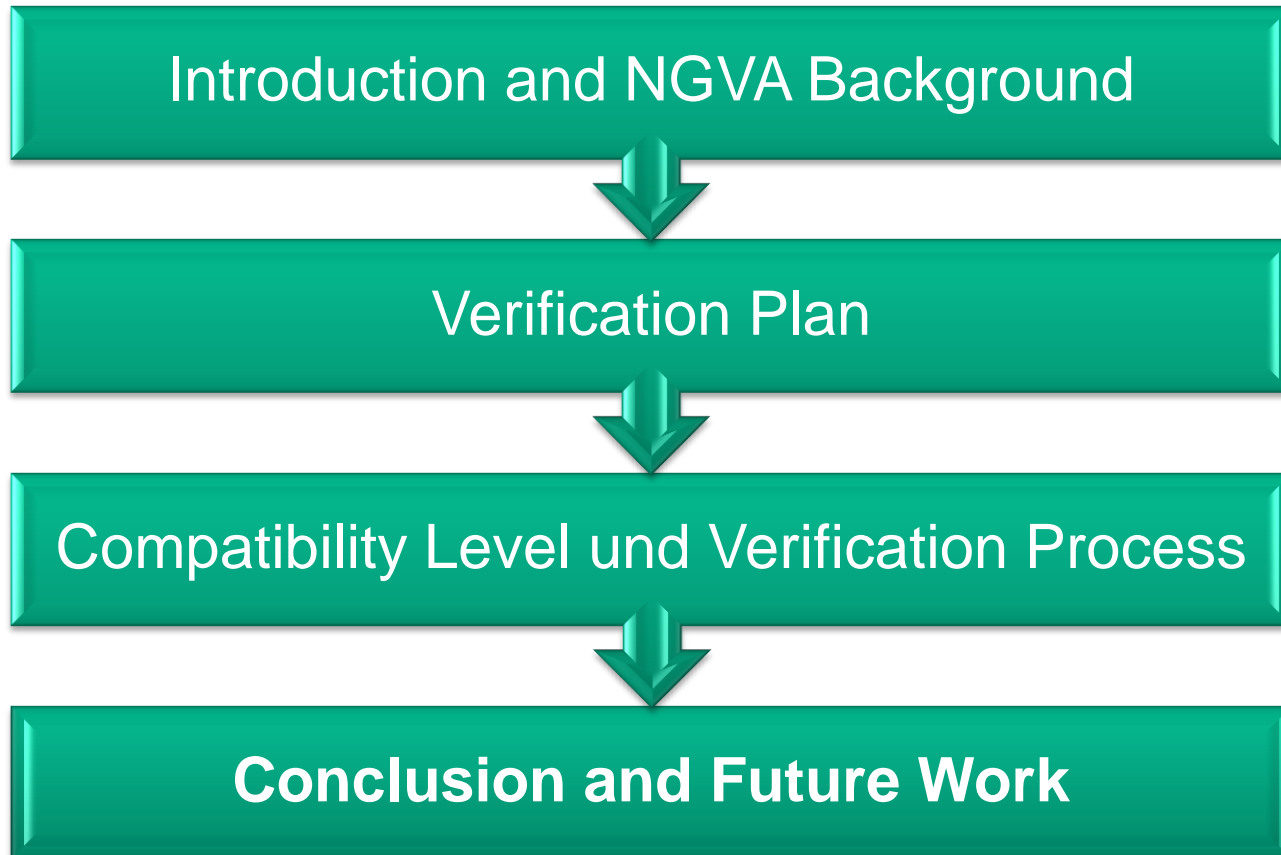 Introduction and NGVA Background
Verification Plan
Compatibility Level und Verification Process
Conclusion and Future Work